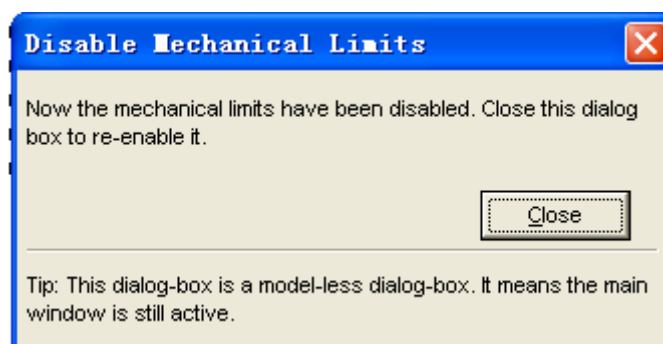 Disable Mechanical Limits
Now the mechanical limits have been disabled. Close this dialog
box to re-enable it.
Close
Tip: This dialog-box is a model-less dialog-box. It means the main
window is still active.